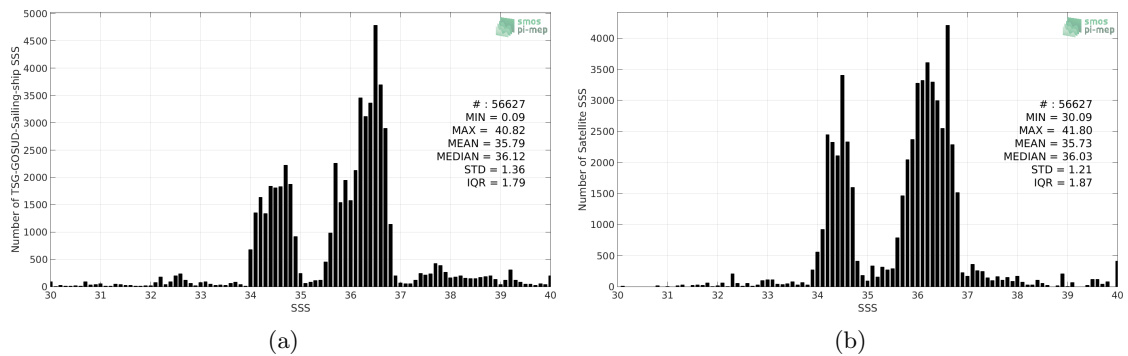 smos
pi-mep
Number of TSG-GOSUD-Sailing-ship SSS
5000
4500
4000
3500
3000
2500
2000
1500
1000
500
0
# : 56627
MIN = 0.09
MAX = 40.82
MEAN = 35.79
MEDIAN = 36.12
STD = 1.36
IQR = 1.79
30 31 32 33 34 35 36 37 38 39 40
SSS
(a)
smos
pi-mep
Number of Satellite SSS
4000
3500
3000
2500
2000
1500
1000
500
0
# : 56627
MIN = 30.09
MAX = 41.80
MEAN = 35.73
MEDIAN = 36.03
STD = 1.21
IQR = 1.87
30 31 32 33 34 35 36 37 38 39 40
SSS
(b)